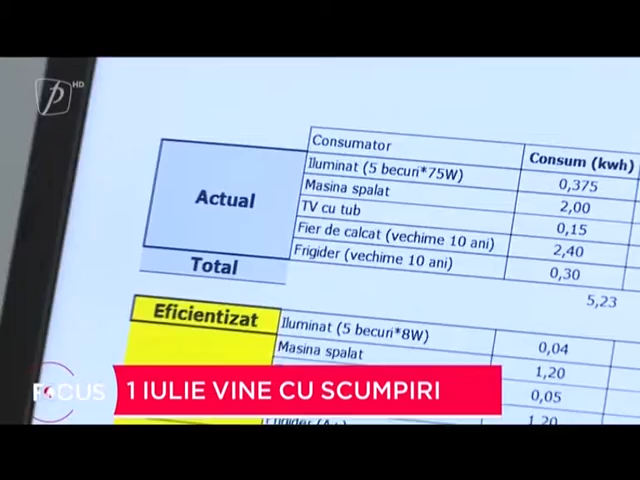 p HD
Consumator Consum (kwh)
Actual
Iluminat (5 becuri*75W) 0,375
Masina spalat 2,00
TV cu tub 0,15
Fier de calcat (vechime 10 ani) 2,40
Frigider (vechime 10 ani) 0,30
Total 5,23
Eficientizat
Iluminat (5 becuri*8W) 0,04
Masina spalat 1,20
0,05
1,20
FOCUS 1 IULIE VINE CU SCUMPIRI